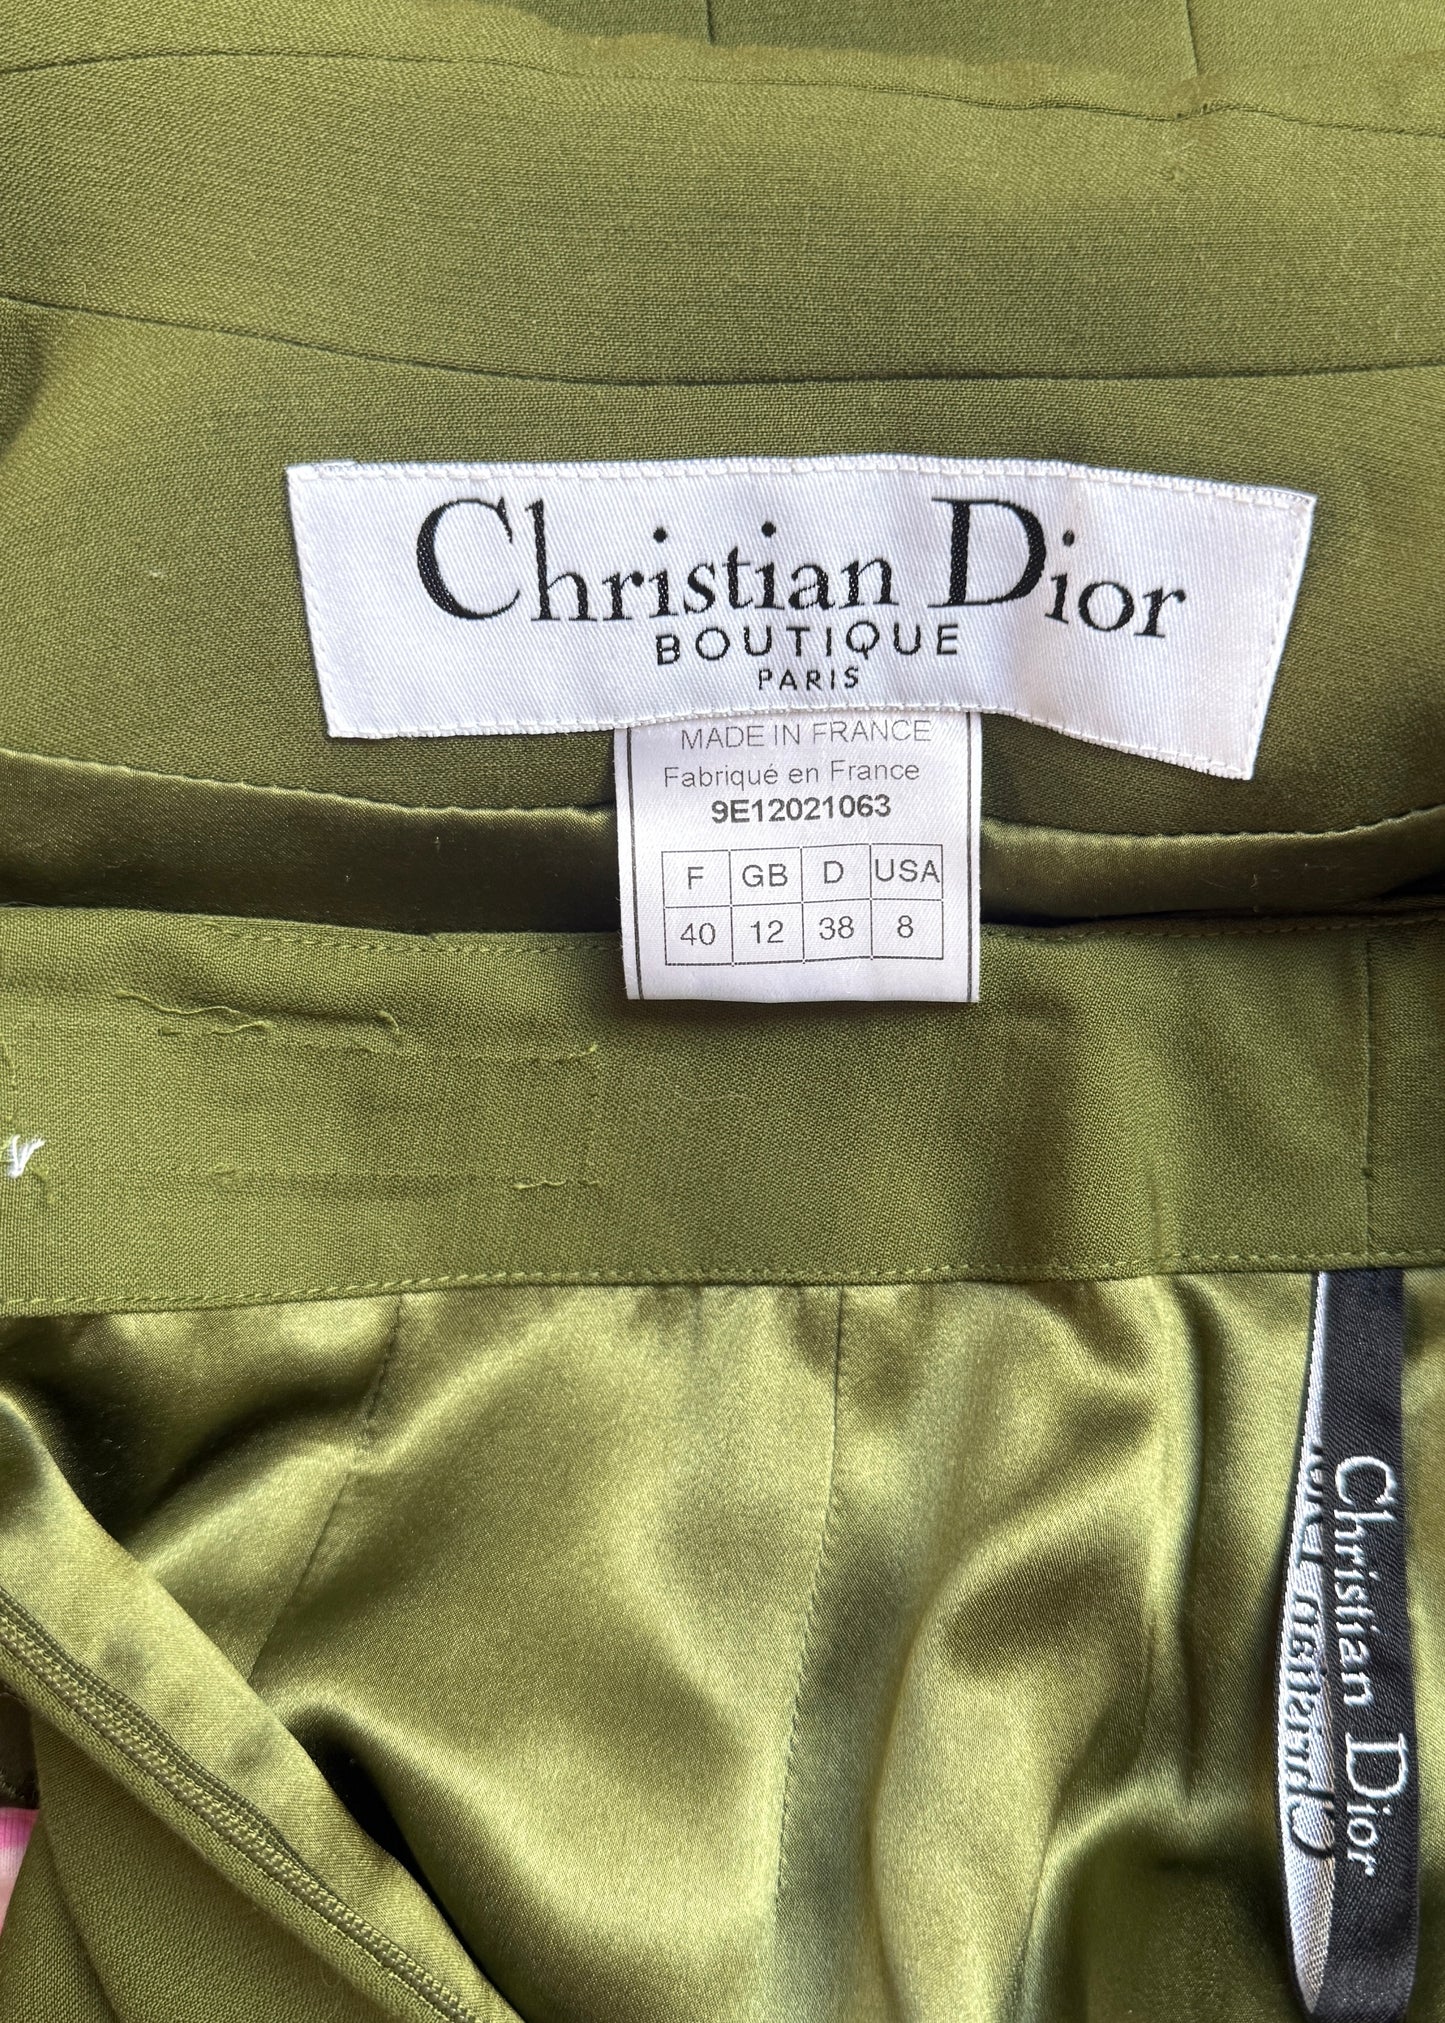 Christian Dior
BOUTIQUE
PARIS
MADE IN FRANCE
Fabriqué en France
9E12021063
F GB D USA
40 12 38 8
Christian Dior